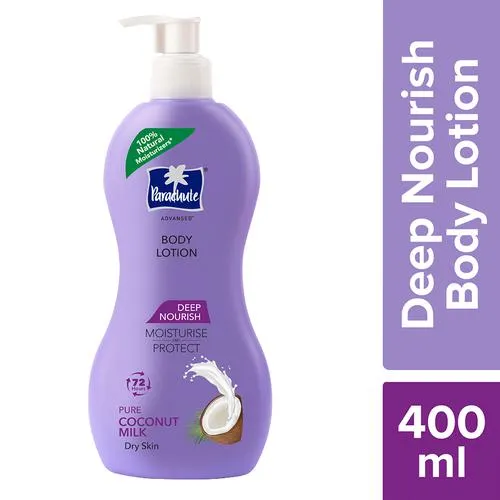 100%
Natural
Moisturizers*
Parachute
ADVANSED
BODY
LOTION
DEEP
NOURISH
MOISTURISE
AND
PROTECT
72
Hours
PURE
COCONUT
MILK
Dry Skin
Deep Nourish
Body Lotion
400
ml